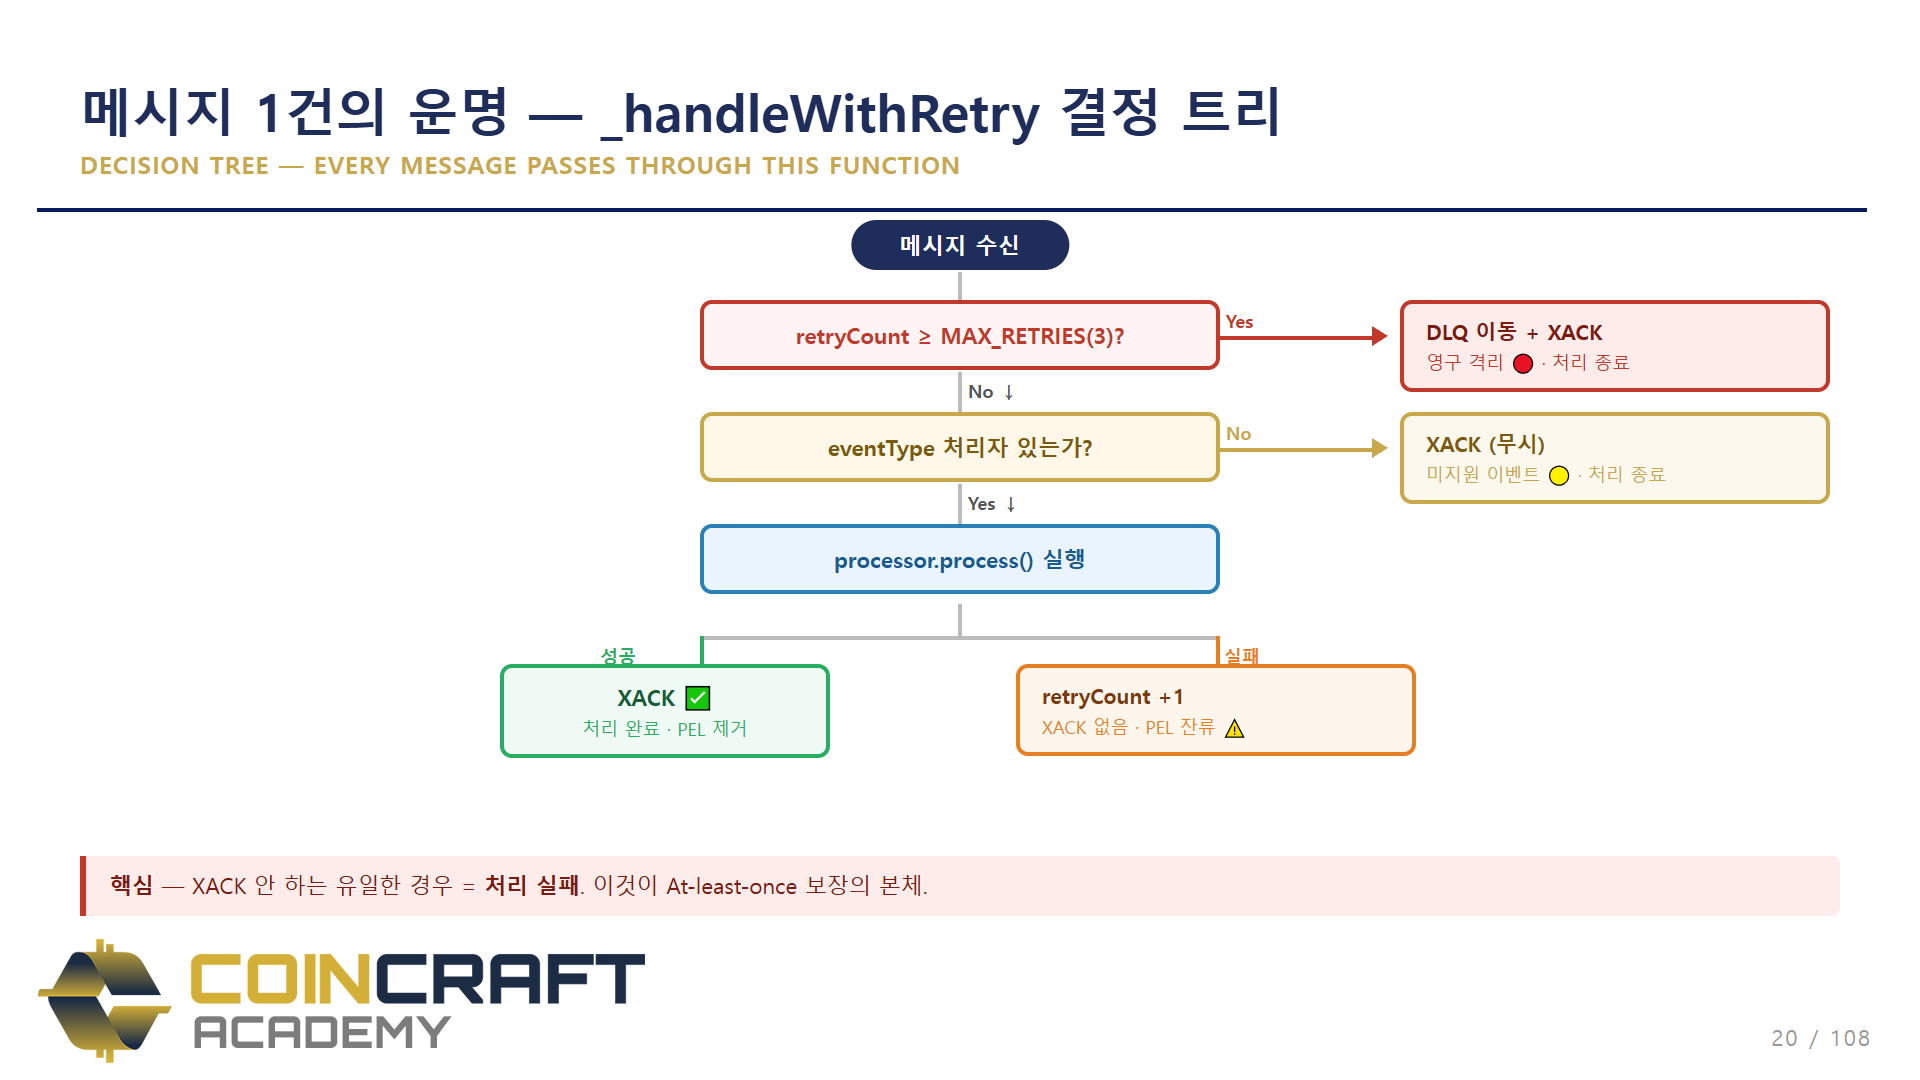 메시지 1건의 운명 — _handleWithRetry 결정 트리
DECISION TREE — EVERY MESSAGE PASSES THROUGH THIS FUNCTION
메시지 수신
retryCount ≥ MAX_RETRIES(3)?
Yes
DLQ 이동 + XACK
영구 격리 🔴 · 처리 종료
No ↓
eventType 처리자 있는가?
No
XACK (무시)
미지원 이벤트 🟡 · 처리 종료
Yes ↓
processor.process() 실행
성공
실패
XACK ✅
처리 완료 · PEL 제거
retryCount +1
XACK 없음 · PEL 잔류 ⚠️
핵심 — XACK 안 하는 유일한 경우 = 처리 실패. 이것이 At-least-once 보장의 본체.
COINCRAFT
ACADEMY
20 / 108